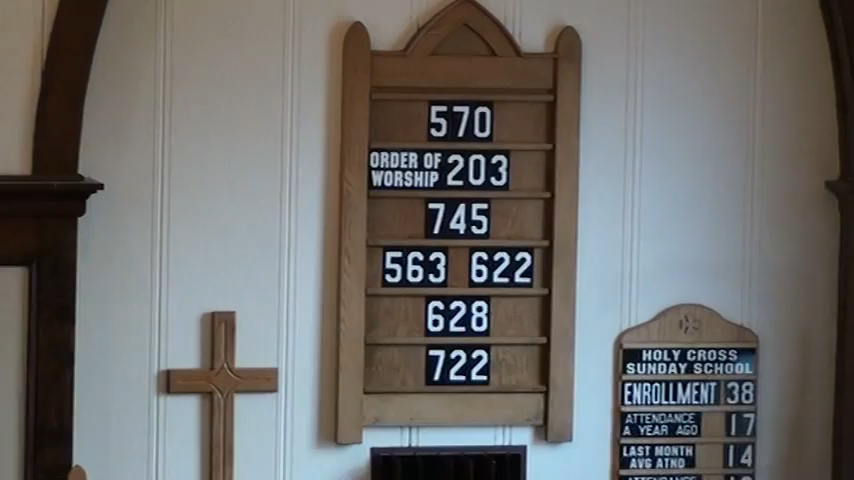 570
ORDER OF
WORSHIP 203
745
563 622
628
722
HOLY CROSS
SUNDAY SCHOOL
ENROLLMENT 38
ATTENDANCE
A YEAR AGO 17
LAST MONTH
AVG ATND 14